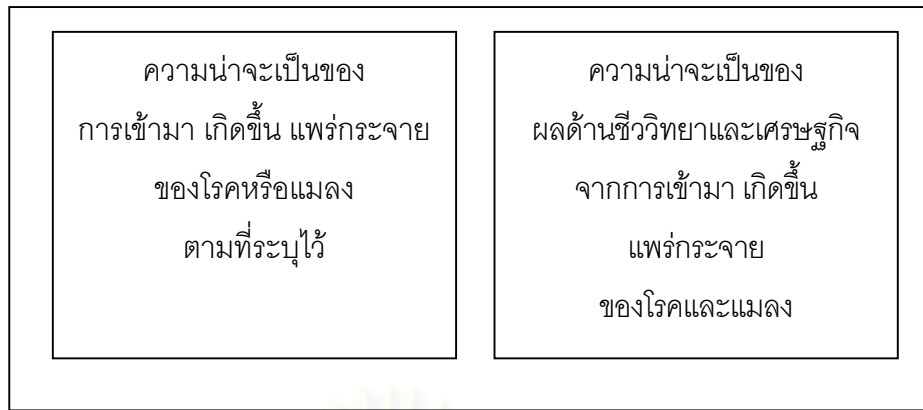 ความน่าจะเป็นของ
การเข้ามา เกิดขึ้น แพร่กระจาย
ของโรคหรือแมลง
ตามที่ระบุไว้
ความน่าจะเป็นของ
ผลด้านชีววิทยาและเศรษฐกิจ
จากการเข้ามา เกิดขึ้น
แพร่กระจาย
ของโรคและแมลง